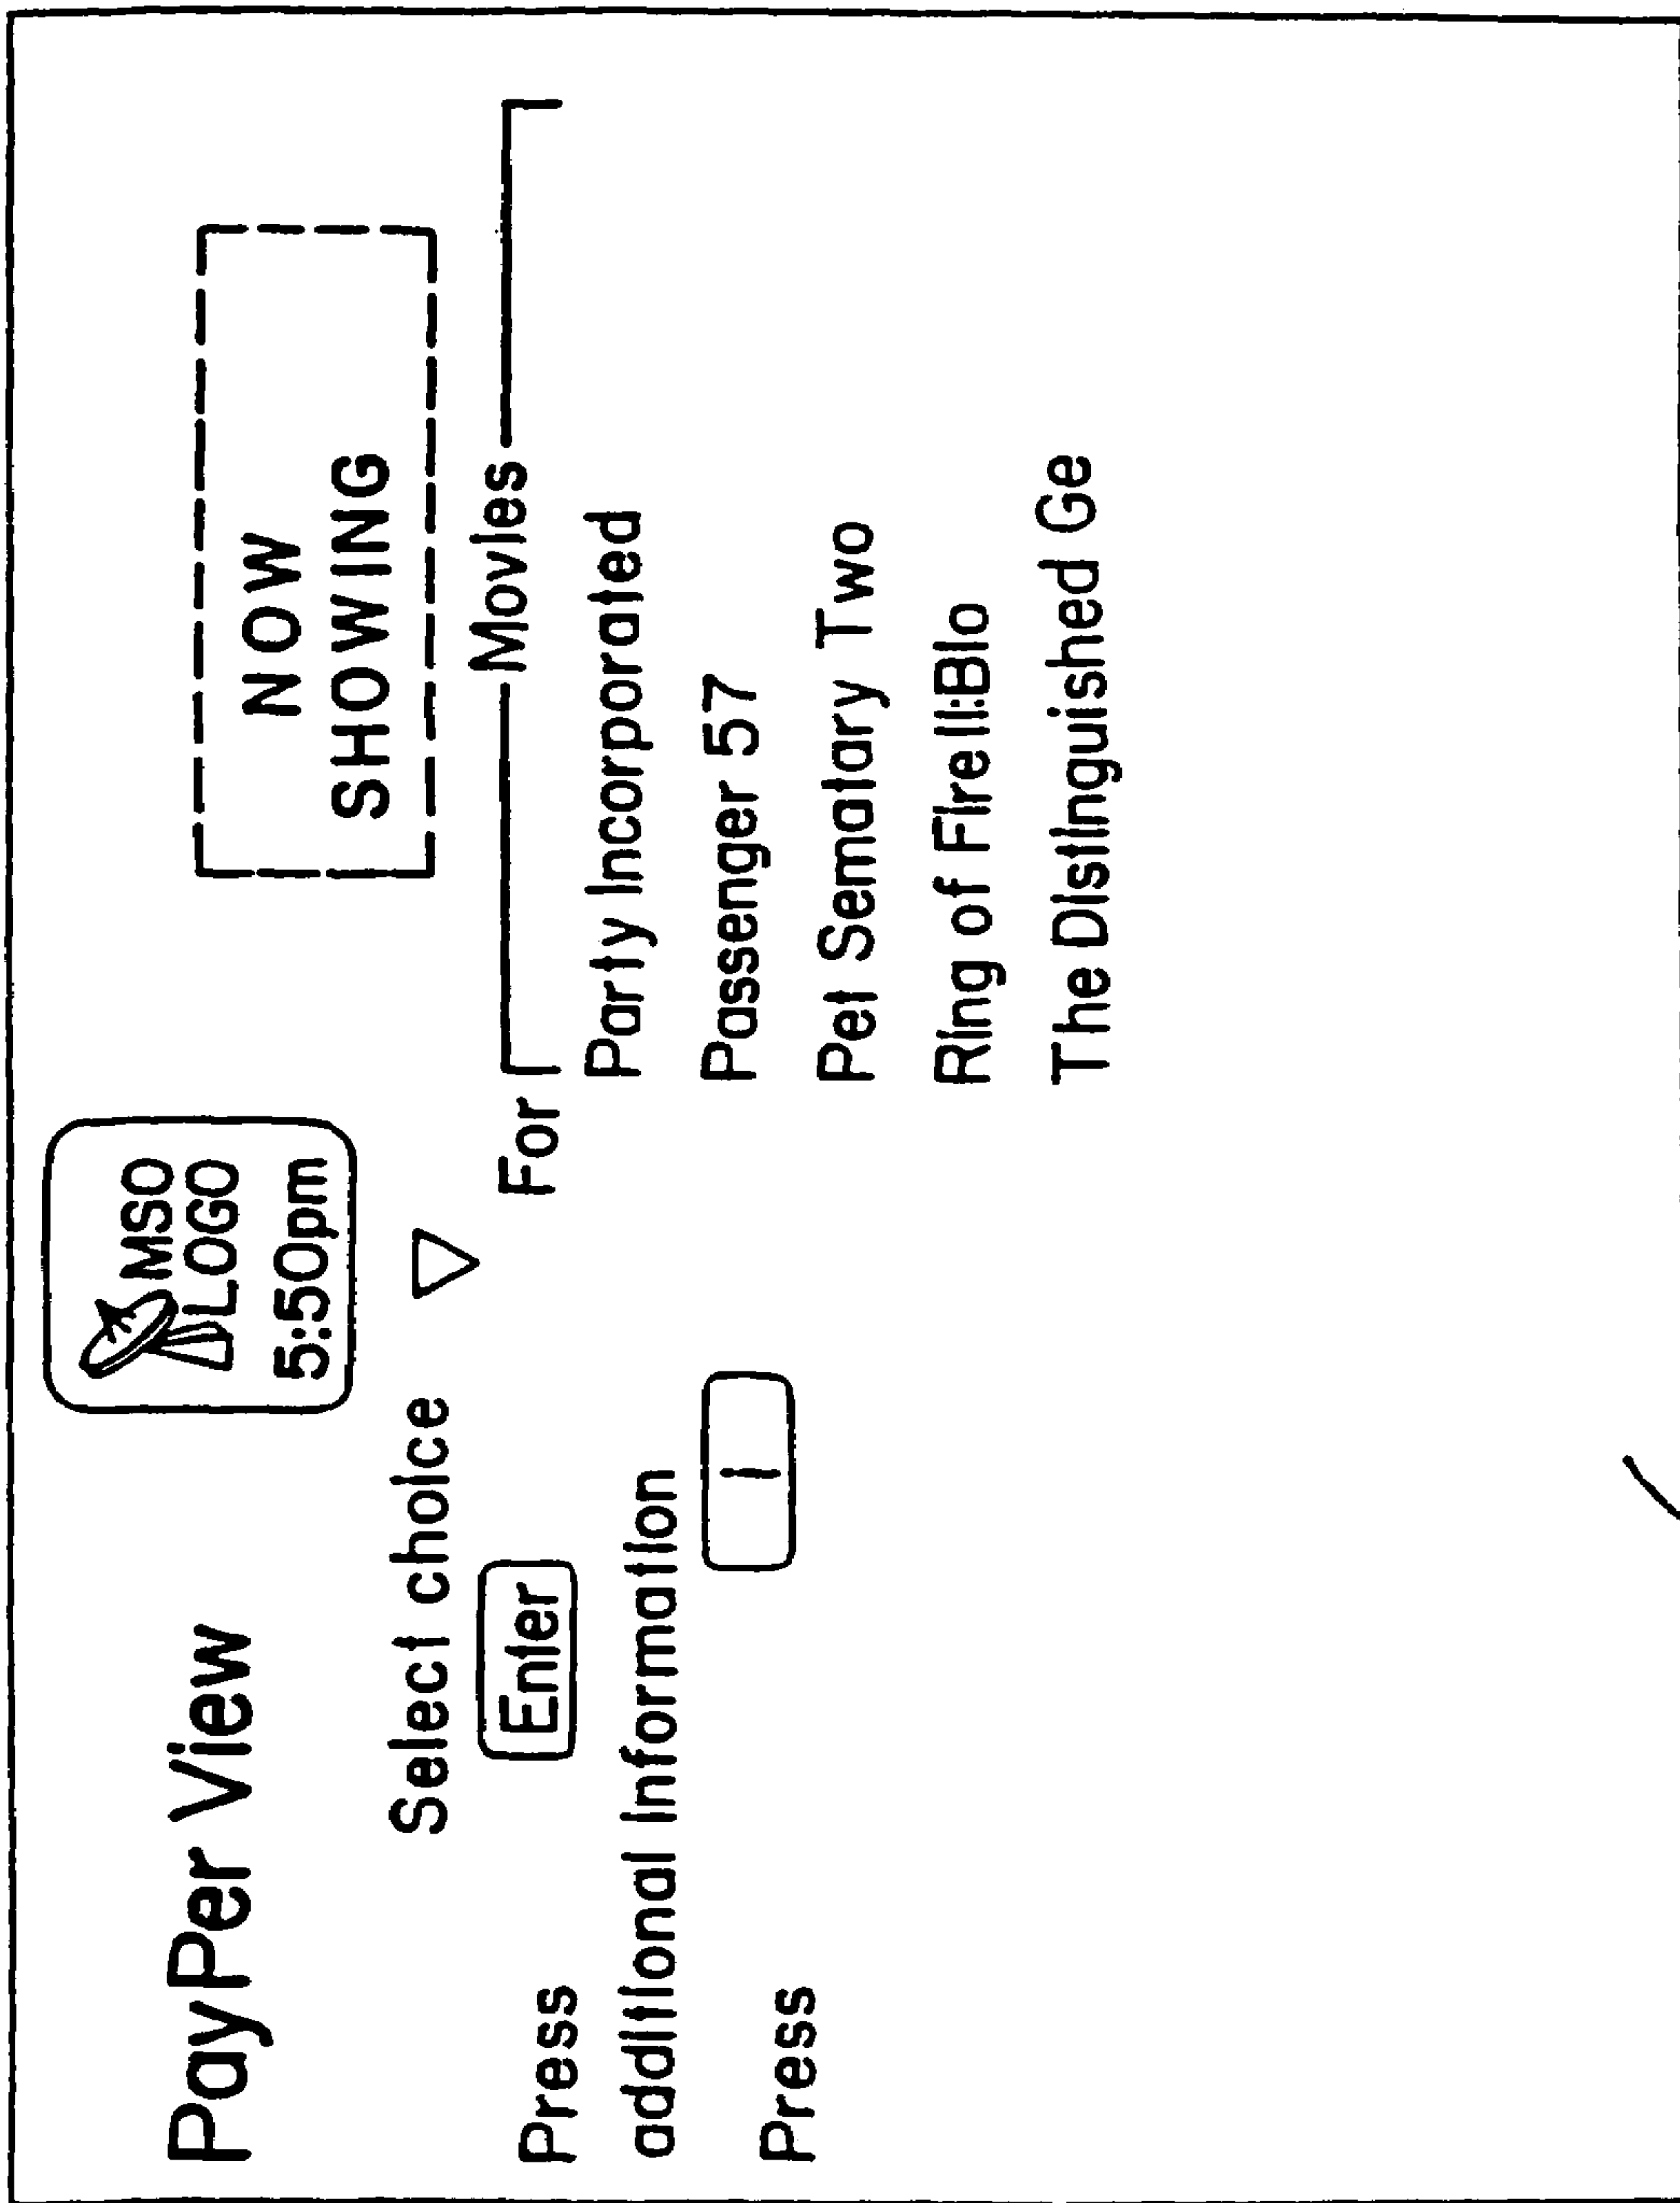 PayPer View
MSO
LOGO
5:50pm
NOW
SHOWING
Select choice
Press Enter For
additional Information
Press I
Movies
Party Incorporated
Passenger 57
Pet Sematary Two
Ring of Fire II:Blo
The Distinguished Ge